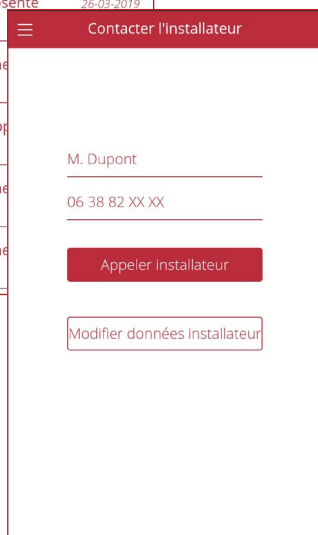 26-03-2019
Contacter l'installateur
M. Dupont
06 38 82 XX XX
Appeler installateur
Modifier données installateur